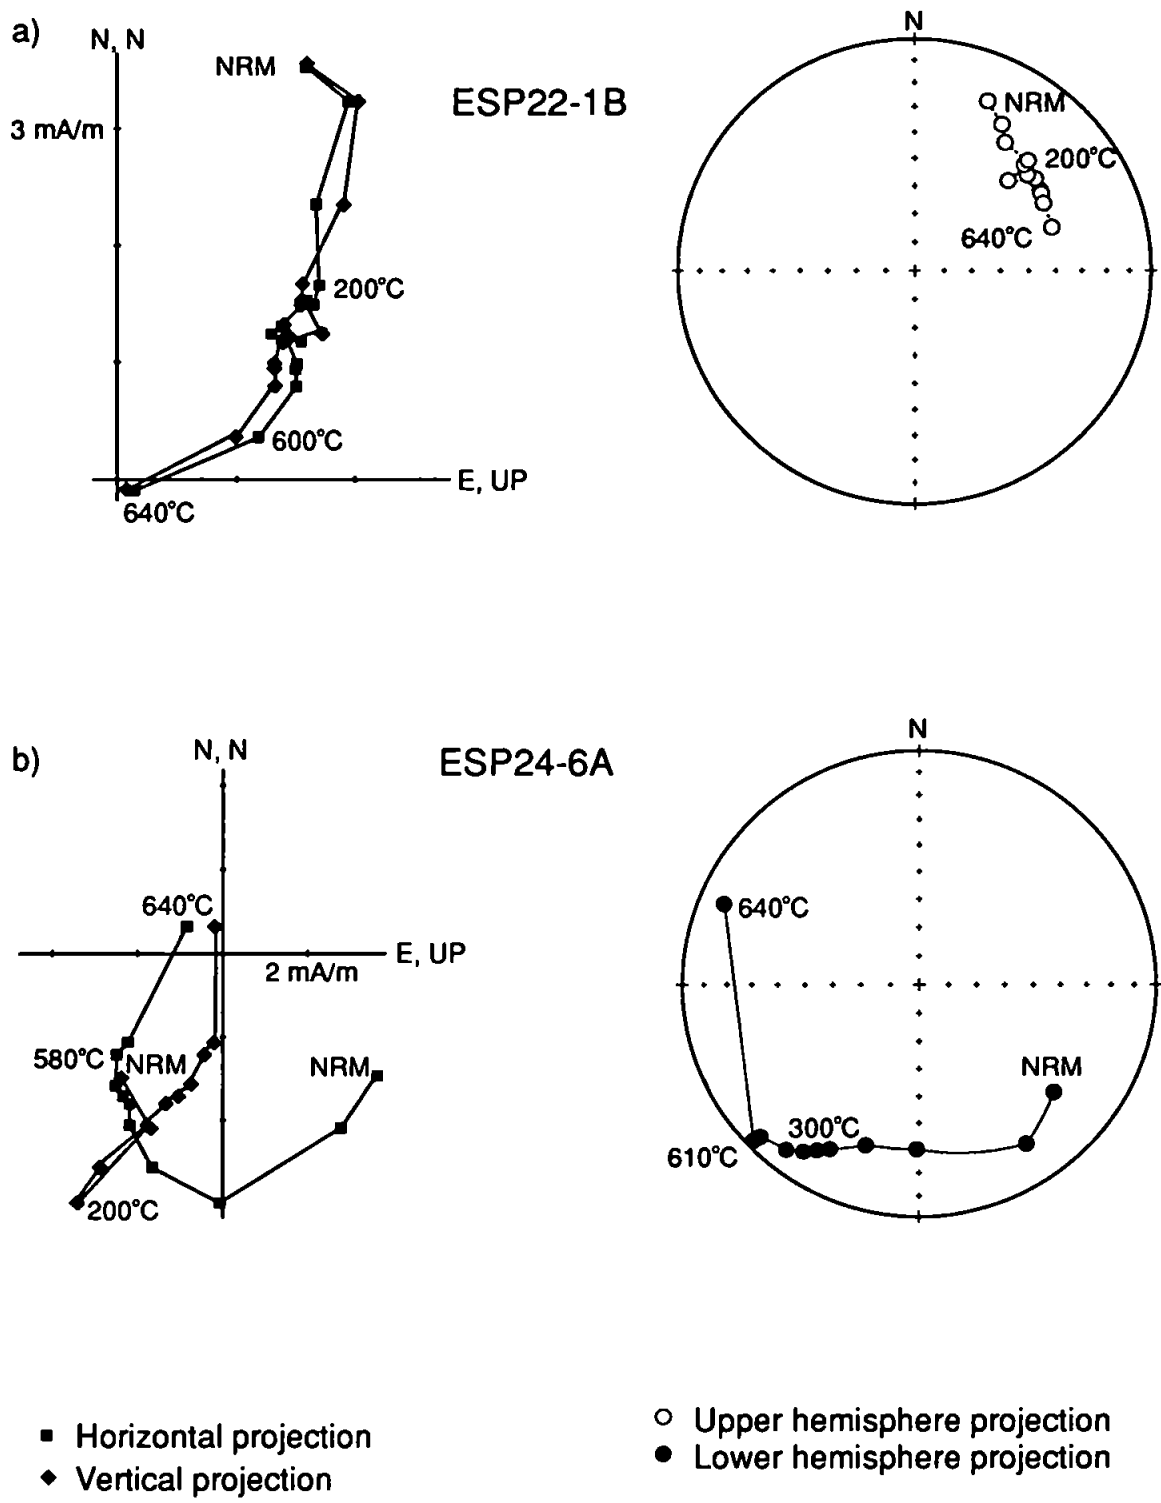 a)
N, N
NRM
ESP22-1B
3 mA/m
200°C
600°C
E, UP
640°C
N
NRM
200°C
640°C
b)
N, N
ESP24-6A
640°C
E, UP
2 mA/m
580°C
NRM
NRM
200°C
N
640°C
NRM
300°C
610°C
Horizontal projection
Vertical projection
Upper hemisphere projection
Lower hemisphere projection